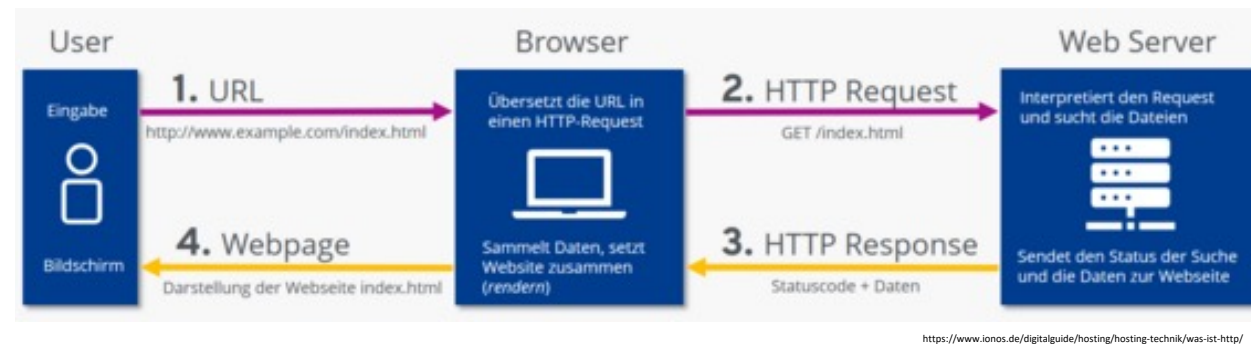 User
Browser
Web Server
Eingabe
1. URL
http://www.example.com/index.html
Übersetzt die URL in
einen HTTP-Request
2. HTTP Request
GET /index.html
Interpretiert den Request
und sucht die Dateien
Bildschirm
4. Webpage
Darstellung der Webseite index.html
Sammelt Daten, setzt
Website zusammen
(rendern)
3. HTTP Response
Statuscode + Daten
Sendet den Status der Suche
und die Daten zur Webseite
https://www.ionos.de/digitalguide/hosting/hosting-technik/was-ist-http/